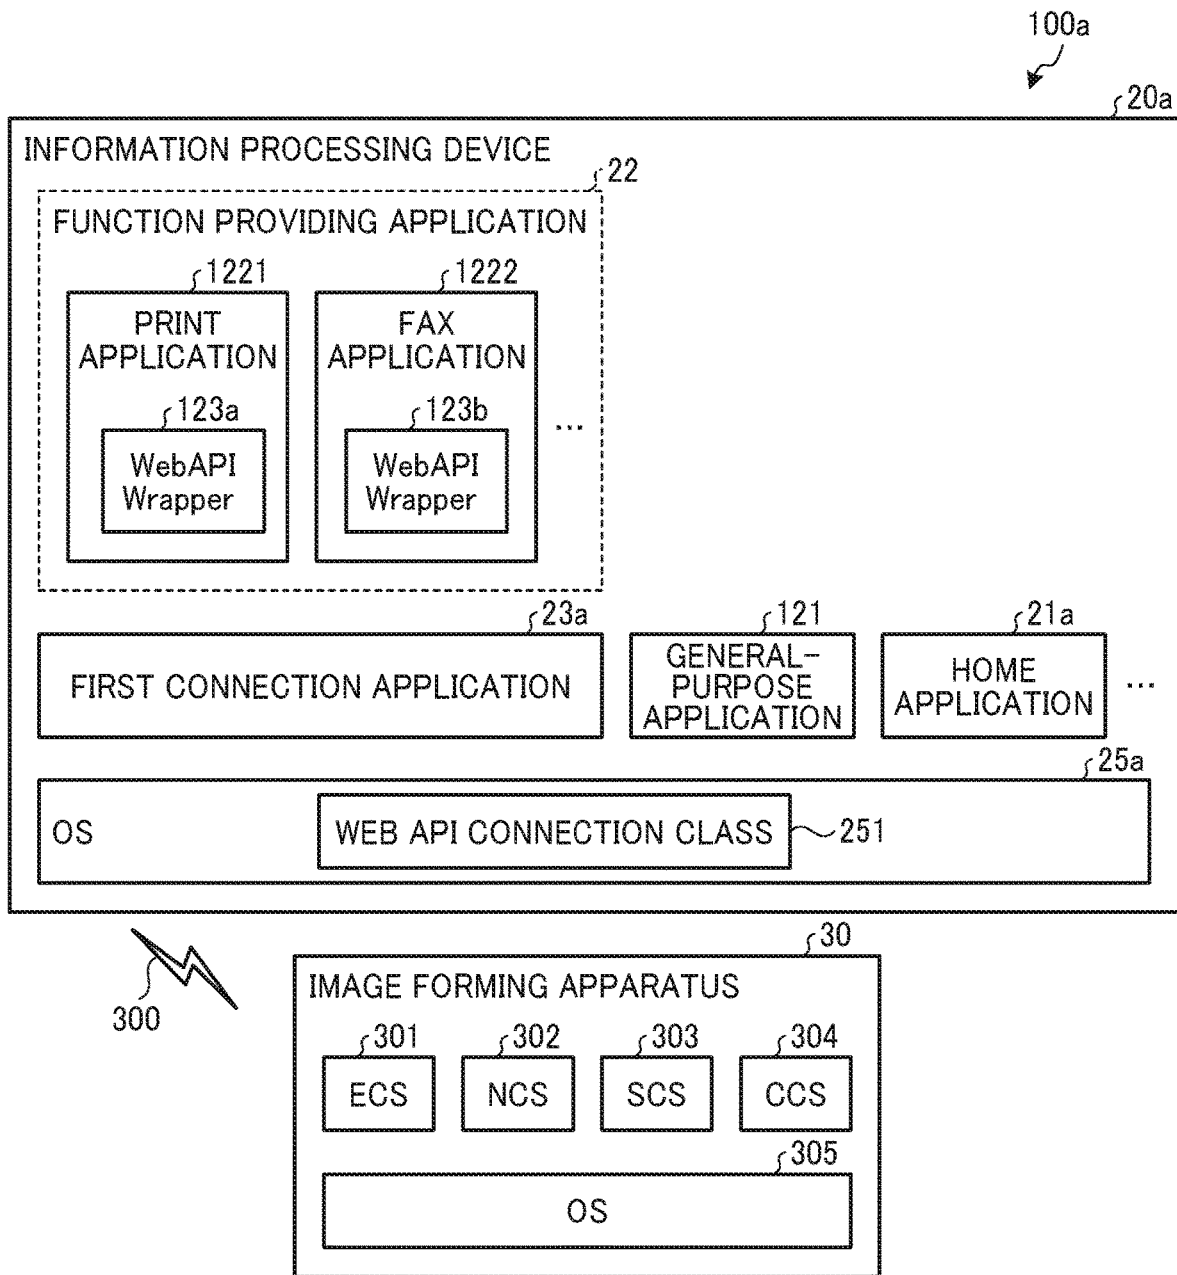 100a
20a
INFORMATION PROCESSING DEVICE
22
FUNCTION PROVIDING APPLICATION
1221
1222
PRINT
APPLICATION
FAX
APPLICATION
123a
123b
WebAPI
Wrapper
WebAPI
Wrapper
...
23a
121
21a
FIRST CONNECTION APPLICATION
GENERAL-
PURPOSE
APPLICATION
HOME
APPLICATION
...
25a
OS
WEB API CONNECTION CLASS
251
300
30
IMAGE FORMING APPARATUS
301
302
303
304
ECS
NCS
SCS
CCS
305
OS